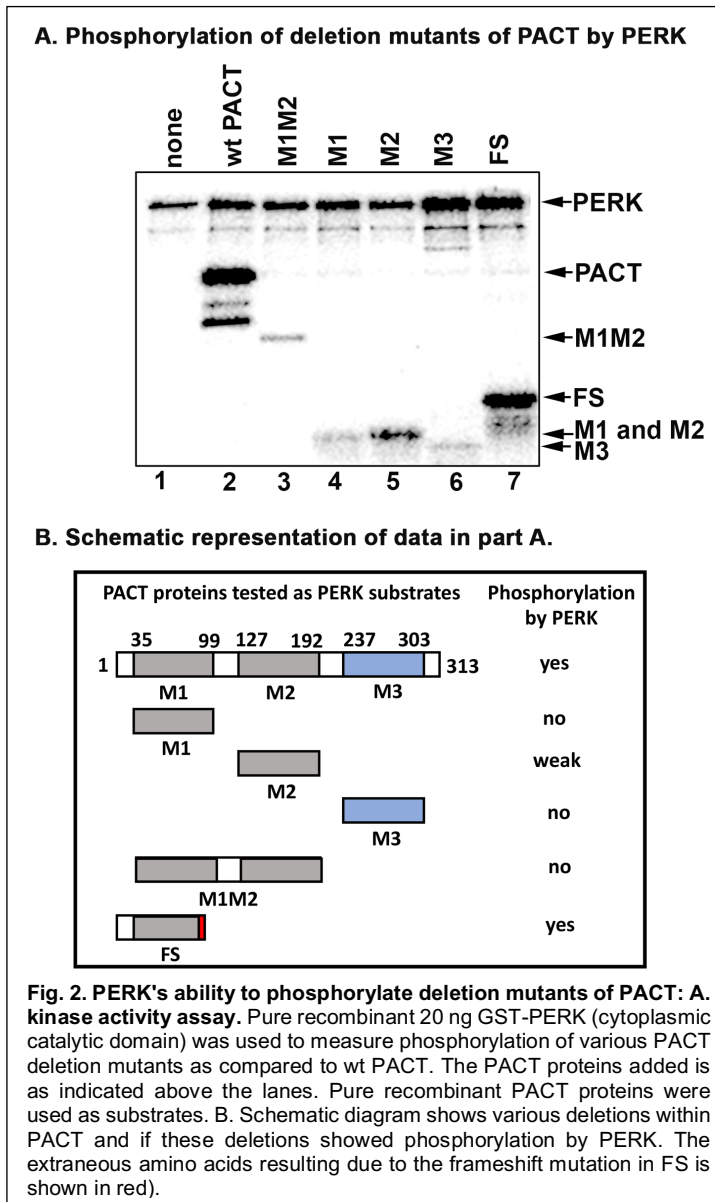 A. Phosphorylation of deletion mutants of PACT by PERK
none
wt PACT
M1M2
M1
M2
M3
FS
PERK
PACT
M1M2
FS
M1 and M2
M3
1 2 3 4 5 6 7
B. Schematic representation of data in part A.
PACT proteins tested as PERK substrates
Phosphorylation
by PERK
35 99 127 192 237 303
1 313 yes
M1 M2 M3
no
M1
weak
M2
no
M3
no
M1M2
yes
FS
Fig. 2. PERK's ability to phosphorylate deletion mutants of PACT: A.
kinase activity assay. Pure recombinant 20 ng GST-PERK (cytoplasmic
catalytic domain) was used to measure phosphorylation of various PACT
deletion mutants as compared to wt PACT. The PACT proteins added is
as indicated above the lanes. Pure recombinant PACT proteins were
used as substrates. B. Schematic diagram shows various deletions within
PACT and if these deletions showed phosphorylation by PERK. The
extraneous amino acids resulting due to the frameshift mutation in FS is
shown in red).